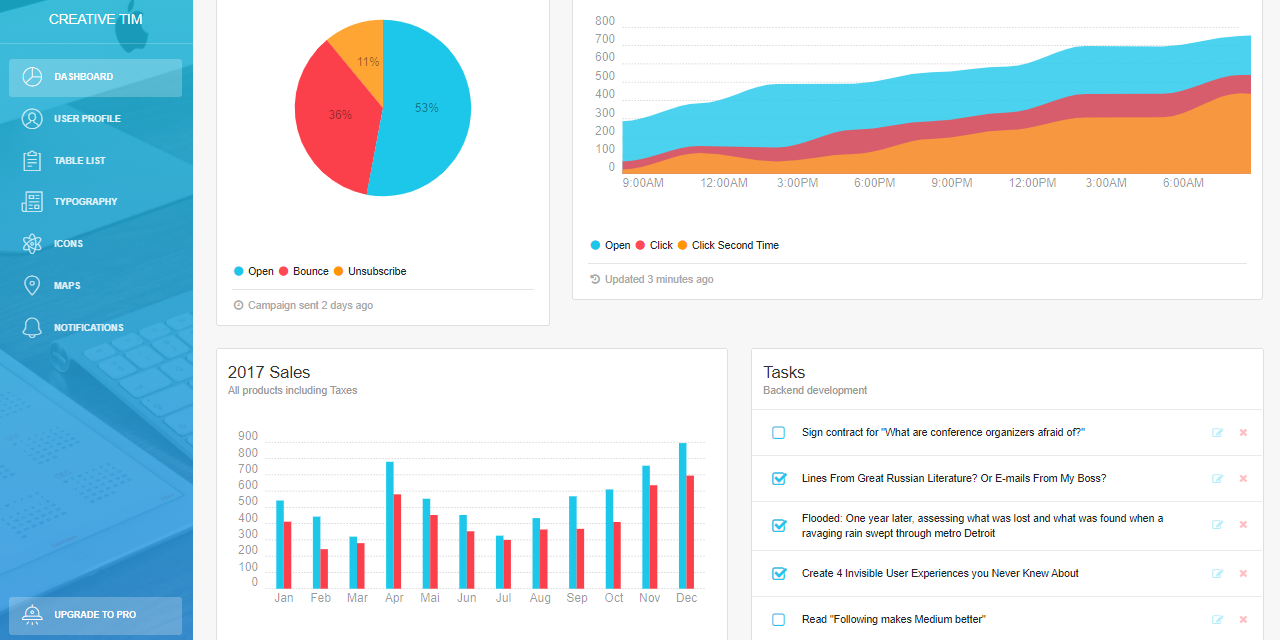 CREATIVE TIM
DASHBOARD
USER PROFILE
TABLE LIST
TYPOGRAPHY
ICONS
MAPS
NOTIFICATIONS
UPGRADE TO PRO
11%
36%
53%
Open Bounce Unsubscribe
Campaign sent 2 days ago
800
700
600
500
400
300
200
100
0
9:00AM 12:00AM 3:00PM 6:00PM 9:00PM 12:00PM 3:00AM 6:00AM
Open Click Click Second Time
Updated 3 minutes ago
2017 Sales
All products including Taxes
900
800
700
600
500
400
300
200
100
0
Jan Feb Mar Apr Mai Jun Jul Aug Sep Oct Nov Dec
Tasks
Backend development
Sign contract for "What are conference organizers afraid of?"
Lines From Great Russian Literature? Or E-mails From My Boss?
Flooded: One year later, assessing what was lost and what was found when a
ravaging rain swept through metro Detroit
Create 4 Invisible User Experiences you Never Knew About
Read "Following makes Medium better"